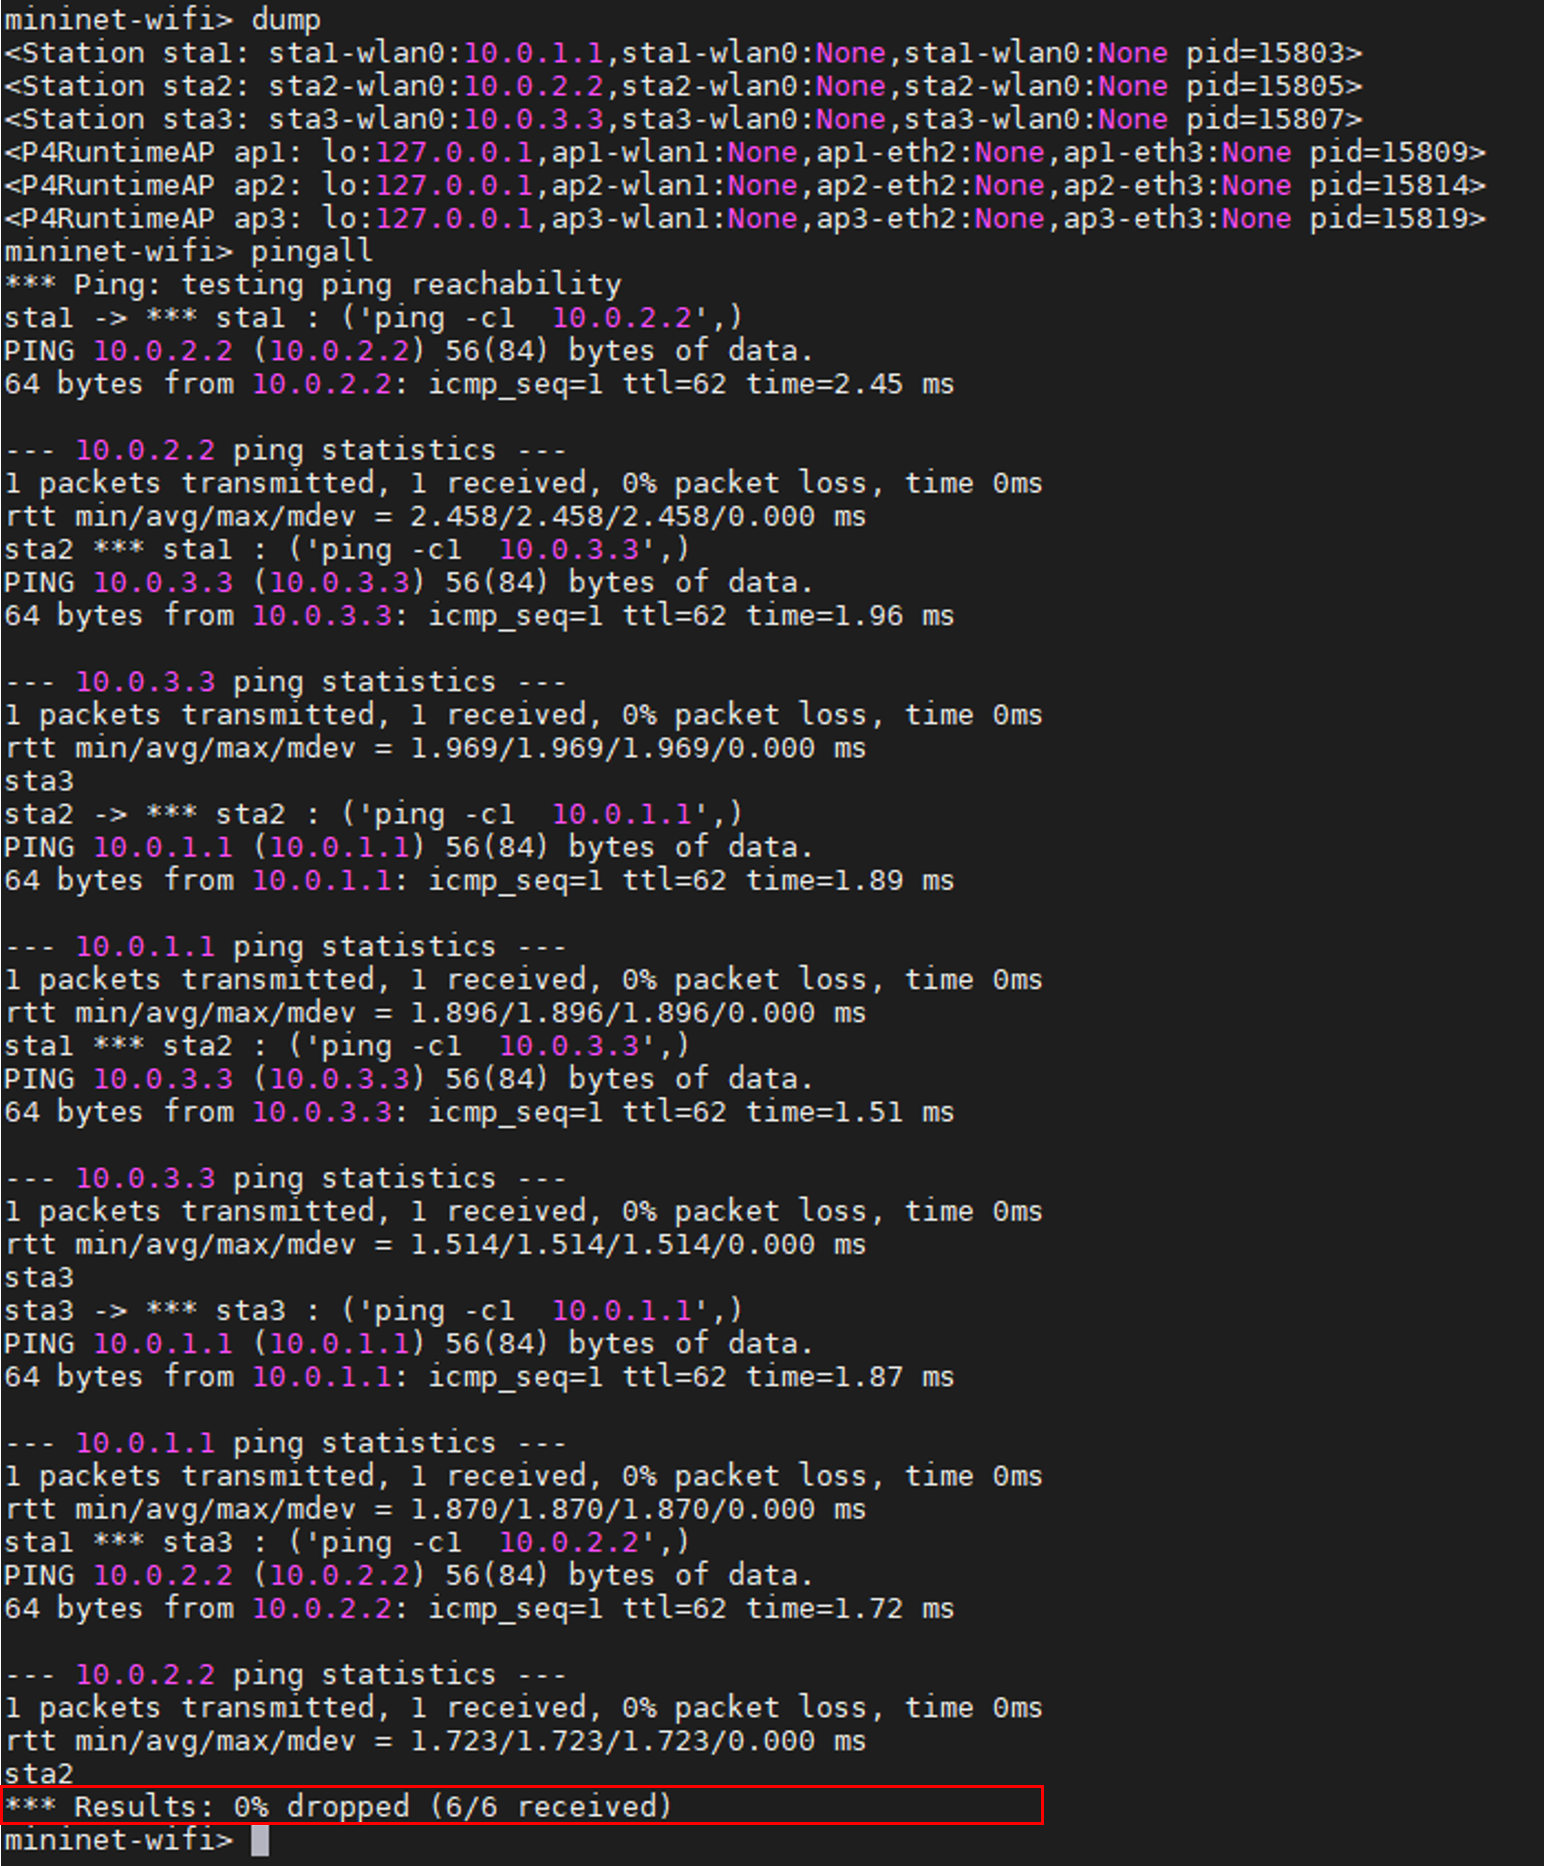 mininet-wifi> dump
<Station sta1: sta1-wlan0:10.0.1.1,sta1-wlan0:None,sta1-wlan0:None pid=15803>
<Station sta2: sta2-wlan0:10.0.2.2,sta2-wlan0:None,sta2-wlan0:None pid=15805>
<Station sta3: sta3-wlan0:10.0.3.3,sta3-wlan0:None,sta3-wlan0:None pid=15807>
<P4RuntimeAP ap1: lo:127.0.0.1,ap1-wlan1:None,ap1-eth2:None,ap1-eth3:None pid=15809>
<P4RuntimeAP ap2: lo:127.0.0.1,ap2-wlan1:None,ap2-eth2:None,ap2-eth3:None pid=15814>
<P4RuntimeAP ap3: lo:127.0.0.1,ap3-wlan1:None,ap3-eth2:None,ap3-eth3:None pid=15819>
mininet-wifi> pingall
*** Ping: testing ping reachability
sta1 -> *** sta1 : ('ping -c1  10.0.2.2',)
PING 10.0.2.2 (10.0.2.2) 56(84) bytes of data.
64 bytes from 10.0.2.2: icmp_seq=1 ttl=62 time=2.45 ms

--- 10.0.2.2 ping statistics ---
1 packets transmitted, 1 received, 0% packet loss, time 0ms
rtt min/avg/max/mdev = 2.458/2.458/2.458/0.000 ms
sta2 *** sta1 : ('ping -c1  10.0.3.3',)
PING 10.0.3.3 (10.0.3.3) 56(84) bytes of data.
64 bytes from 10.0.3.3: icmp_seq=1 ttl=62 time=1.96 ms

--- 10.0.3.3 ping statistics ---
1 packets transmitted, 1 received, 0% packet loss, time 0ms
rtt min/avg/max/mdev = 1.969/1.969/1.969/0.000 ms
sta3
sta2 -> *** sta2 : ('ping -c1  10.0.1.1',)
PING 10.0.1.1 (10.0.1.1) 56(84) bytes of data.
64 bytes from 10.0.1.1: icmp_seq=1 ttl=62 time=1.89 ms

--- 10.0.1.1 ping statistics ---
1 packets transmitted, 1 received, 0% packet loss, time 0ms
rtt min/avg/max/mdev = 1.896/1.896/1.896/0.000 ms
sta1 *** sta2 : ('ping -c1  10.0.3.3',)
PING 10.0.3.3 (10.0.3.3) 56(84) bytes of data.
64 bytes from 10.0.3.3: icmp_seq=1 ttl=62 time=1.51 ms

--- 10.0.3.3 ping statistics ---
1 packets transmitted, 1 received, 0% packet loss, time 0ms
rtt min/avg/max/mdev = 1.514/1.514/1.514/0.000 ms
sta3
sta3 -> *** sta3 : ('ping -c1  10.0.1.1',)
PING 10.0.1.1 (10.0.1.1) 56(84) bytes of data.
64 bytes from 10.0.1.1: icmp_seq=1 ttl=62 time=1.87 ms

--- 10.0.1.1 ping statistics ---
1 packets transmitted, 1 received, 0% packet loss, time 0ms
rtt min/avg/max/mdev = 1.870/1.870/1.870/0.000 ms
sta1 *** sta3 : ('ping -c1  10.0.2.2',)
PING 10.0.2.2 (10.0.2.2) 56(84) bytes of data.
64 bytes from 10.0.2.2: icmp_seq=1 ttl=62 time=1.72 ms

--- 10.0.2.2 ping statistics ---
1 packets transmitted, 1 received, 0% packet loss, time 0ms
rtt min/avg/max/mdev = 1.723/1.723/1.723/0.000 ms
sta2
*** Results: 0% dropped (6/6 received)
mininet-wifi>